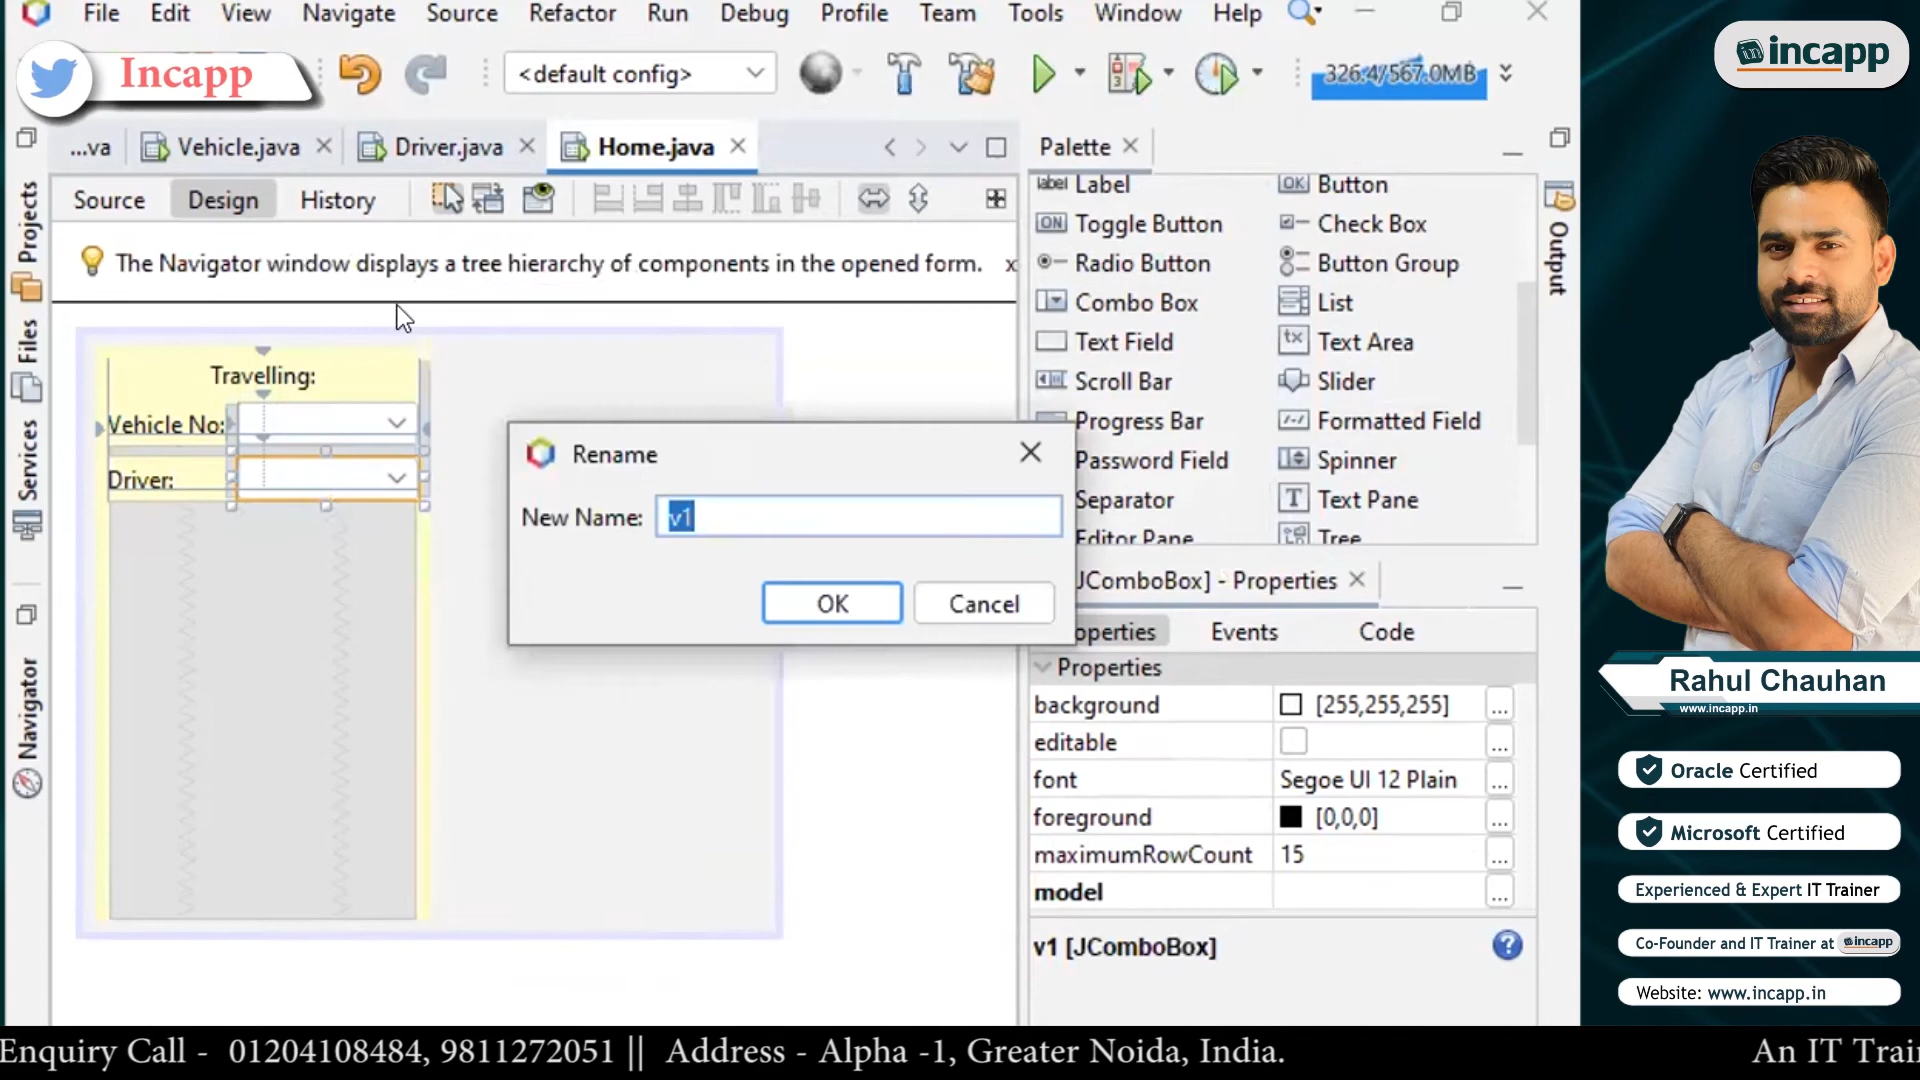 File Edit View Navigate Source Refactor Run Debug Profile Team Tools Window Help
Incapp
<default config>
326.4/567.0MB
incapp
...va
Vehicle.java
Driver.java
Home.java
Palette
Source
Design
History
The Navigator window displays a tree hierarchy of components in the opened form. x
Projects
Files
Services
Navigator
Output
label Label
OK Button
ON Toggle Button
Check Box
Radio Button
Button Group
Combo Box
List
Text Field
tx Text Area
Scroll Bar
Slider
Progress Bar
Formatted Field
Password Field
Spinner
Separator
T Text Pane
Editor Pane
Tree
Travelling:
Vehicle No:
Driver:
Rename
New Name: v1
OK
Cancel
JComboBox] - Properties
operties
Events
Code
Properties
background [255,255,255] ...
editable ...
font Segoe UI 12 Plain ...
foreground [0,0,0] ...
maximumRowCount 15 ...
model ...
v1 [JComboBox]
?
Rahul Chauhan
www.incapp.in
Oracle Certified
Microsoft Certified
Experienced & Expert IT Trainer
Co-Founder and IT Trainer at incapp
Website: www.incapp.in
Enquiry Call - 01204108484, 9811272051 || Address - Alpha -1, Greater Noida, India.
An IT Trai